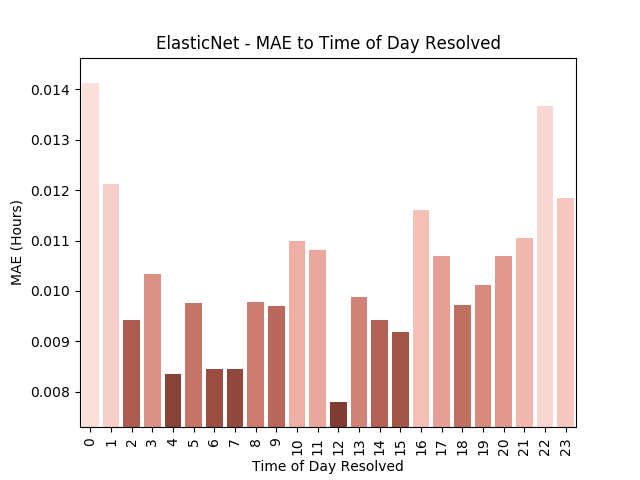 ElasticNet - MAE to Time of Day Resolved
0.014
0.013
0.012
0.011
0.010
0.009
0.008
MAE (Hours)
0 1 2 3 4 5 6 7 8 9 10 11 12 13 14 15 16 17 18 19 20 21 22 23
Time of Day Resolved